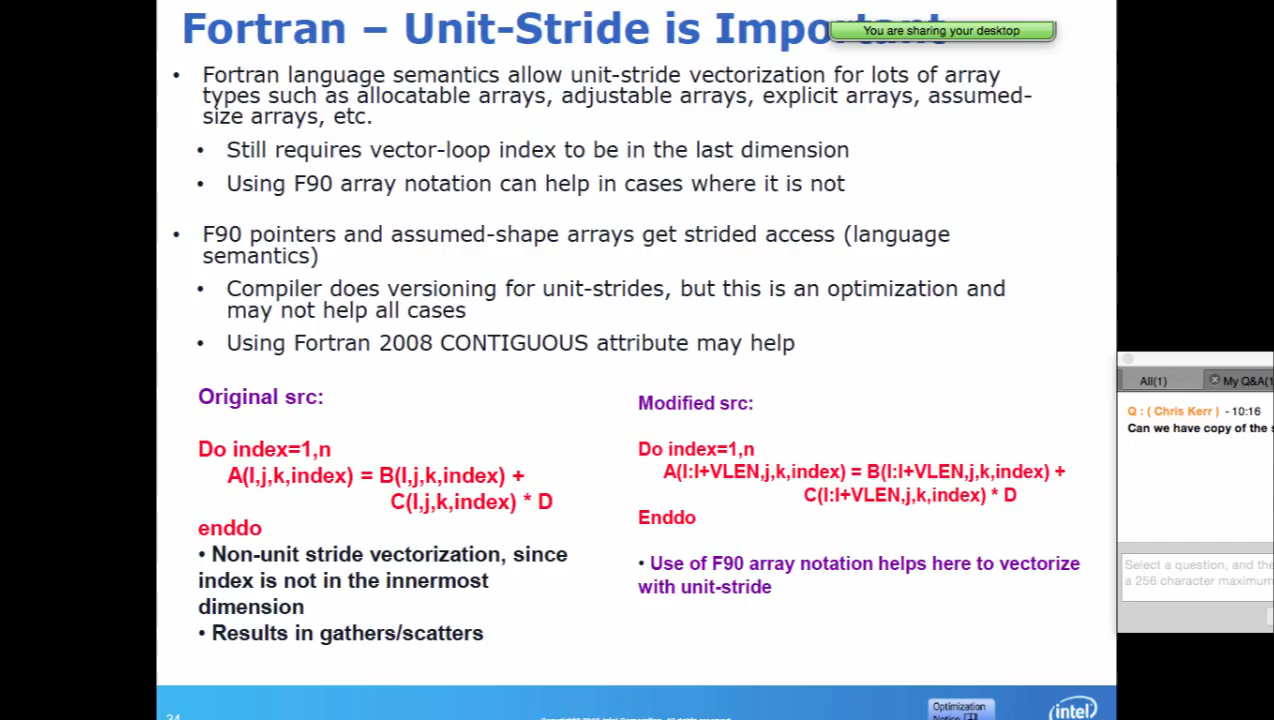 Fortran – Unit-Stride is Important
You are sharing your desktop
• Fortran language semantics allow unit-stride vectorization for lots of array
types such as allocatable arrays, adjustable arrays, explicit arrays, assumed-
size arrays, etc.
• Still requires vector-loop index to be in the last dimension
• Using F90 array notation can help in cases where it is not
• F90 pointers and assumed-shape arrays get strided access (language
semantics)
• Compiler does versioning for unit-strides, but this is an optimization and
may not help all cases
• Using Fortran 2008 CONTIGUOUS attribute may help
Original src:
Do index=1,n
A(I,j,k,index) = B(I,j,k,index) +
C(I,j,k,index) * D
enddo
• Non-unit stride vectorization, since
index is not in the innermost
dimension
• Results in gathers/scatters
Modified src:
Do index=1,n
A(I:I+VLEN,j,k,index) = B(I:I+VLEN,j,k,index) +
C(I:I+VLEN,j,k,index) * D
Enddo
• Use of F90 array notation helps here to vectorize
with unit-stride
All(1)
My Q&A(1
Q : ( Chris Kerr ) - 10:16
Can we have copy of the s
Select a question, and the
a 256 character maximum
24
Optimization
Notice
intel